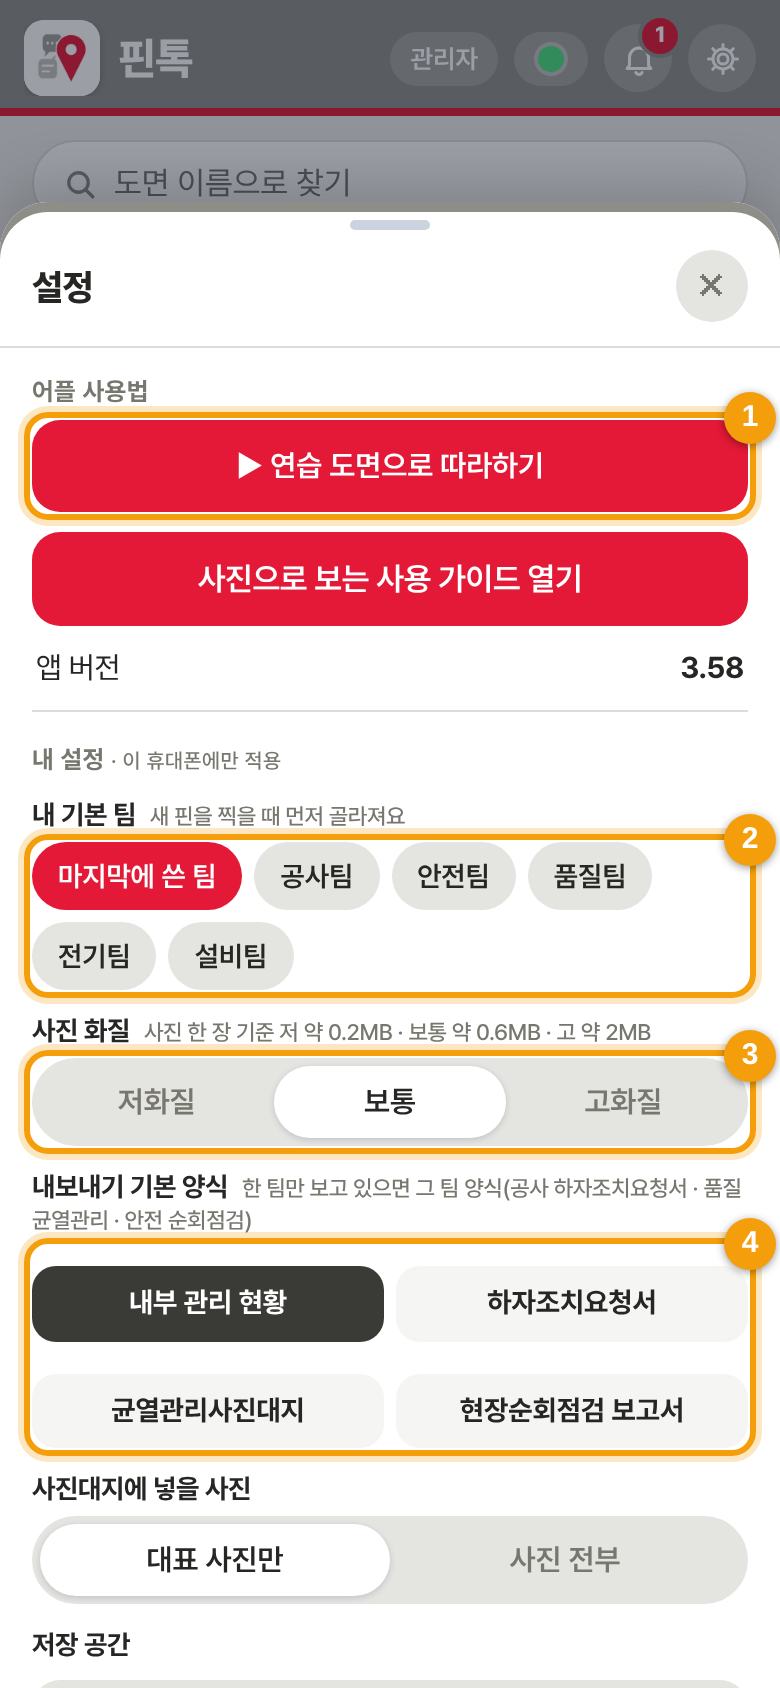 핀톡
관리자
1
도면 이름으로 찾기
설정
어플 사용법
1
▶ 연습 도면으로 따라하기
사진으로 보는 사용 가이드 열기
앱 버전 3.58
내 설정 · 이 휴대폰에만 적용
내 기본 팀 새 핀을 찍을 때 먼저 골라져요
2
마지막에 쓴 팀 공사팀 안전팀 품질팀
전기팀 설비팀
사진 화질 사진 한 장 기준 저 약 0.2MB · 보통 약 0.6MB · 고 약 2MB
3
저화질 보통 고화질
내보내기 기본 양식 한 팀만 보고 있으면 그 팀 양식(공사 하자조치요청서 · 품질
균열관리 · 안전 순회점검)
4
내부 관리 현황 하자조치요청서
균열관리사진대지 현장순회점검 보고서
사진대지에 넣을 사진
대표 사진만 사진 전부
저장 공간